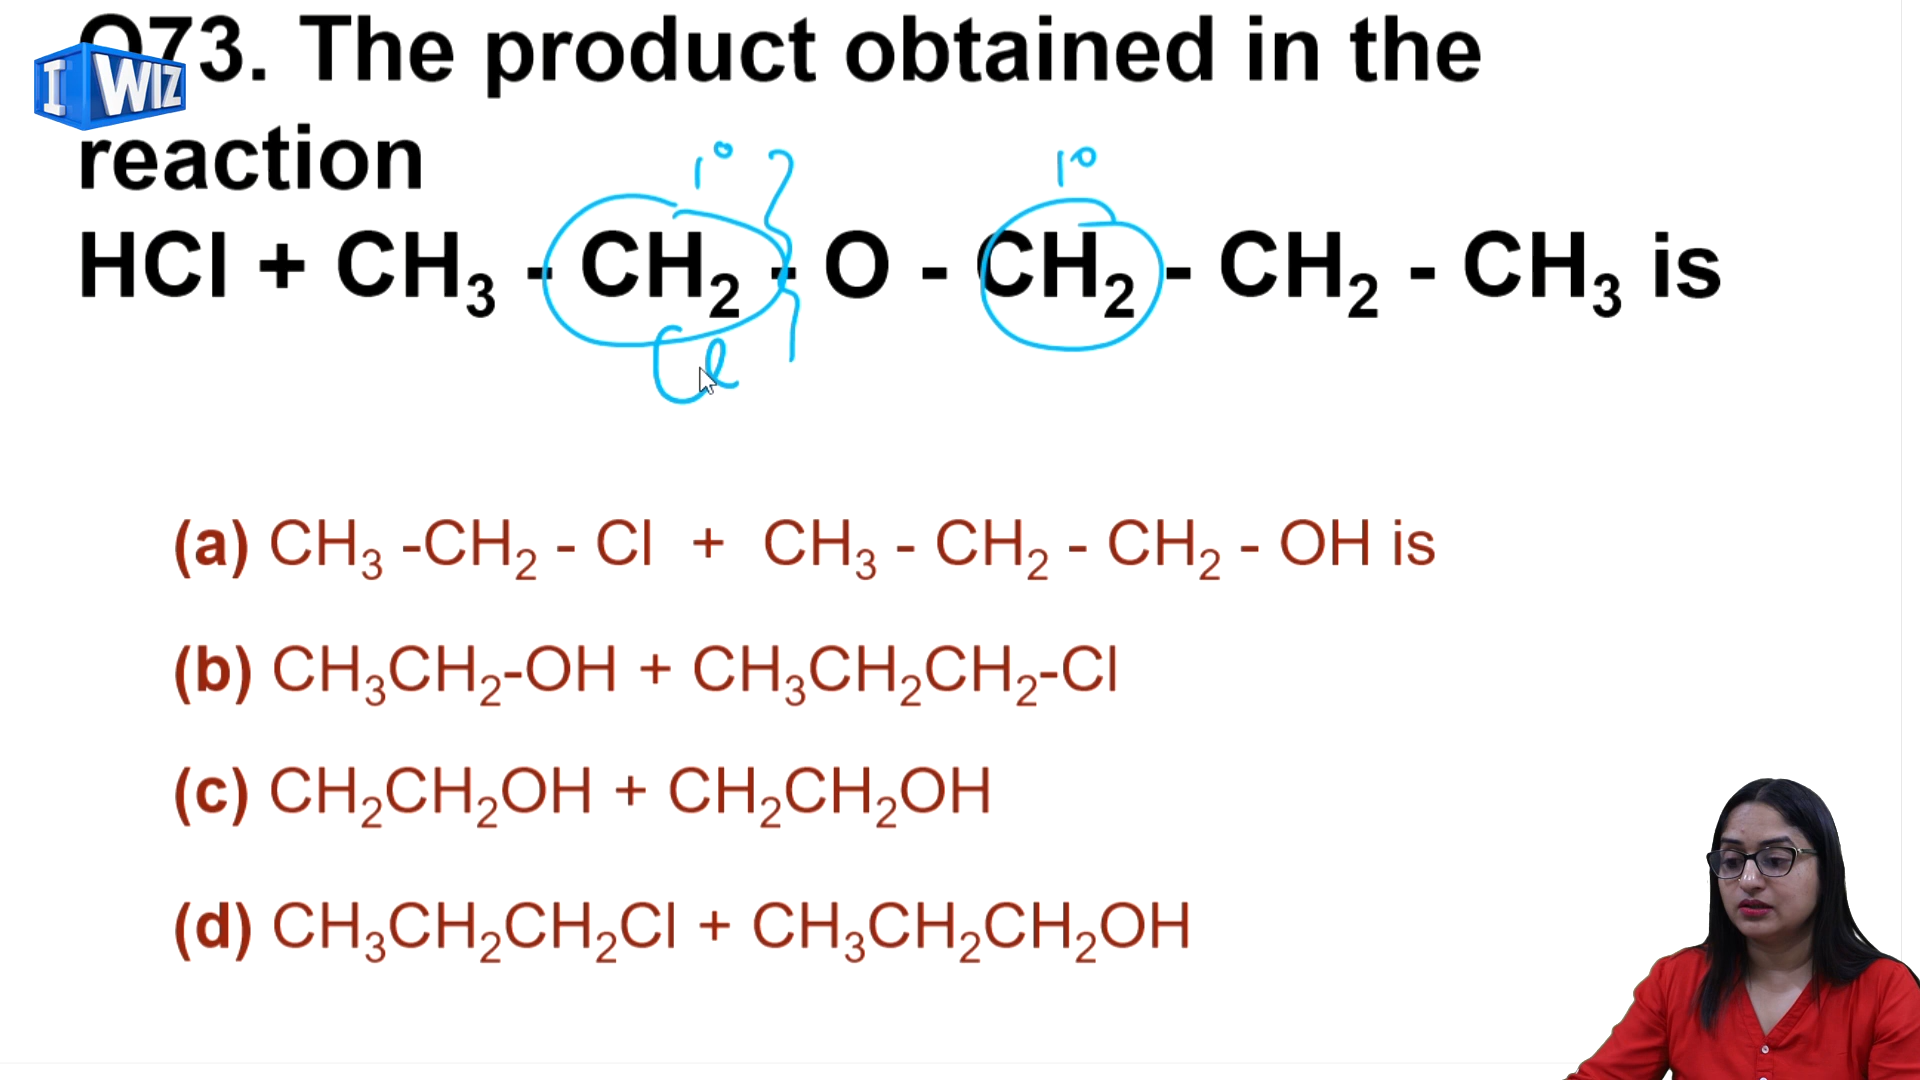 Q73. The product obtained in the
I WIZ
reaction
1° 1°
HCl + CH₃ - CH₂ - O - CH₂ - CH₂ - CH₃ is
Cl
(a) CH₃ -CH₂ - Cl + CH₃ - CH₂ - CH₂ - OH is
(b) CH₃CH₂-OH + CH₃CH₂CH₂-Cl
(c) CH₂CH₂OH + CH₂CH₂OH
(d) CH₃CH₂CH₂Cl + CH₃CH₂CH₂OH